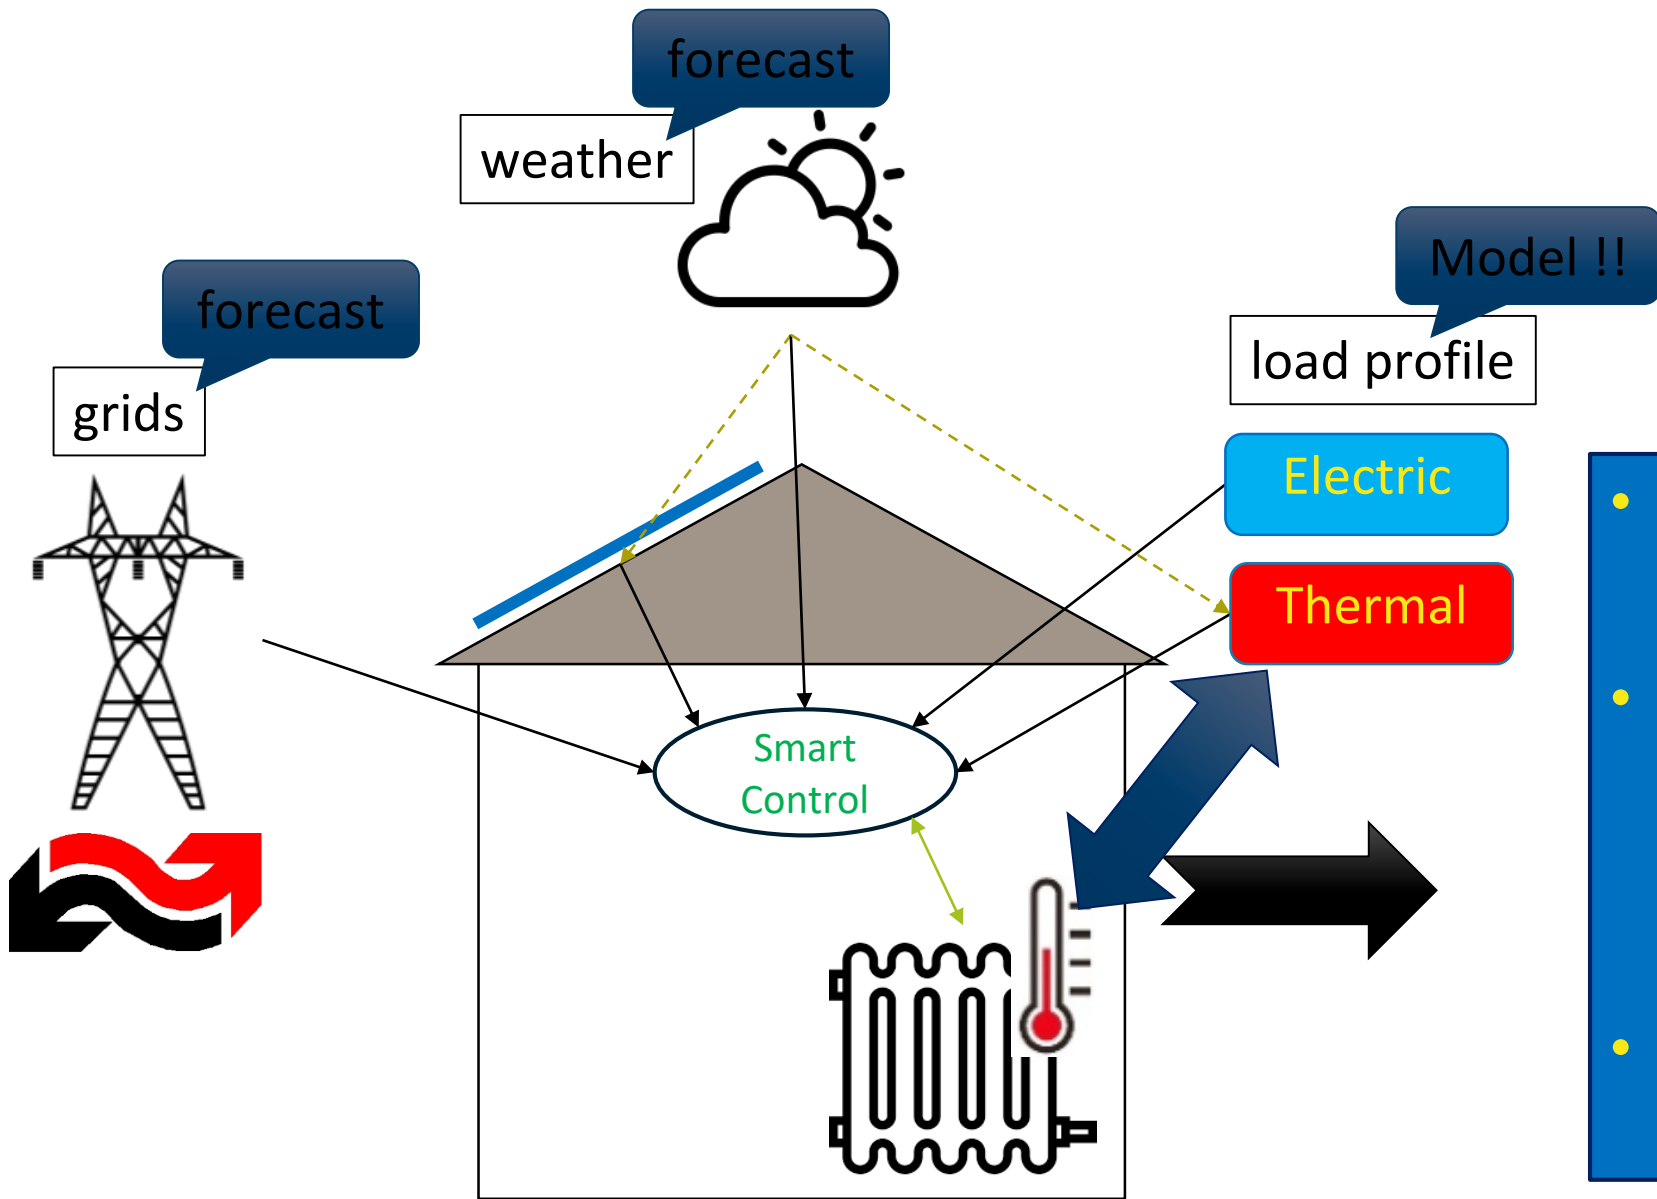 forecast
weather
Model !!
forecast
load profile
grids
Electric
Thermal
Smart
Control